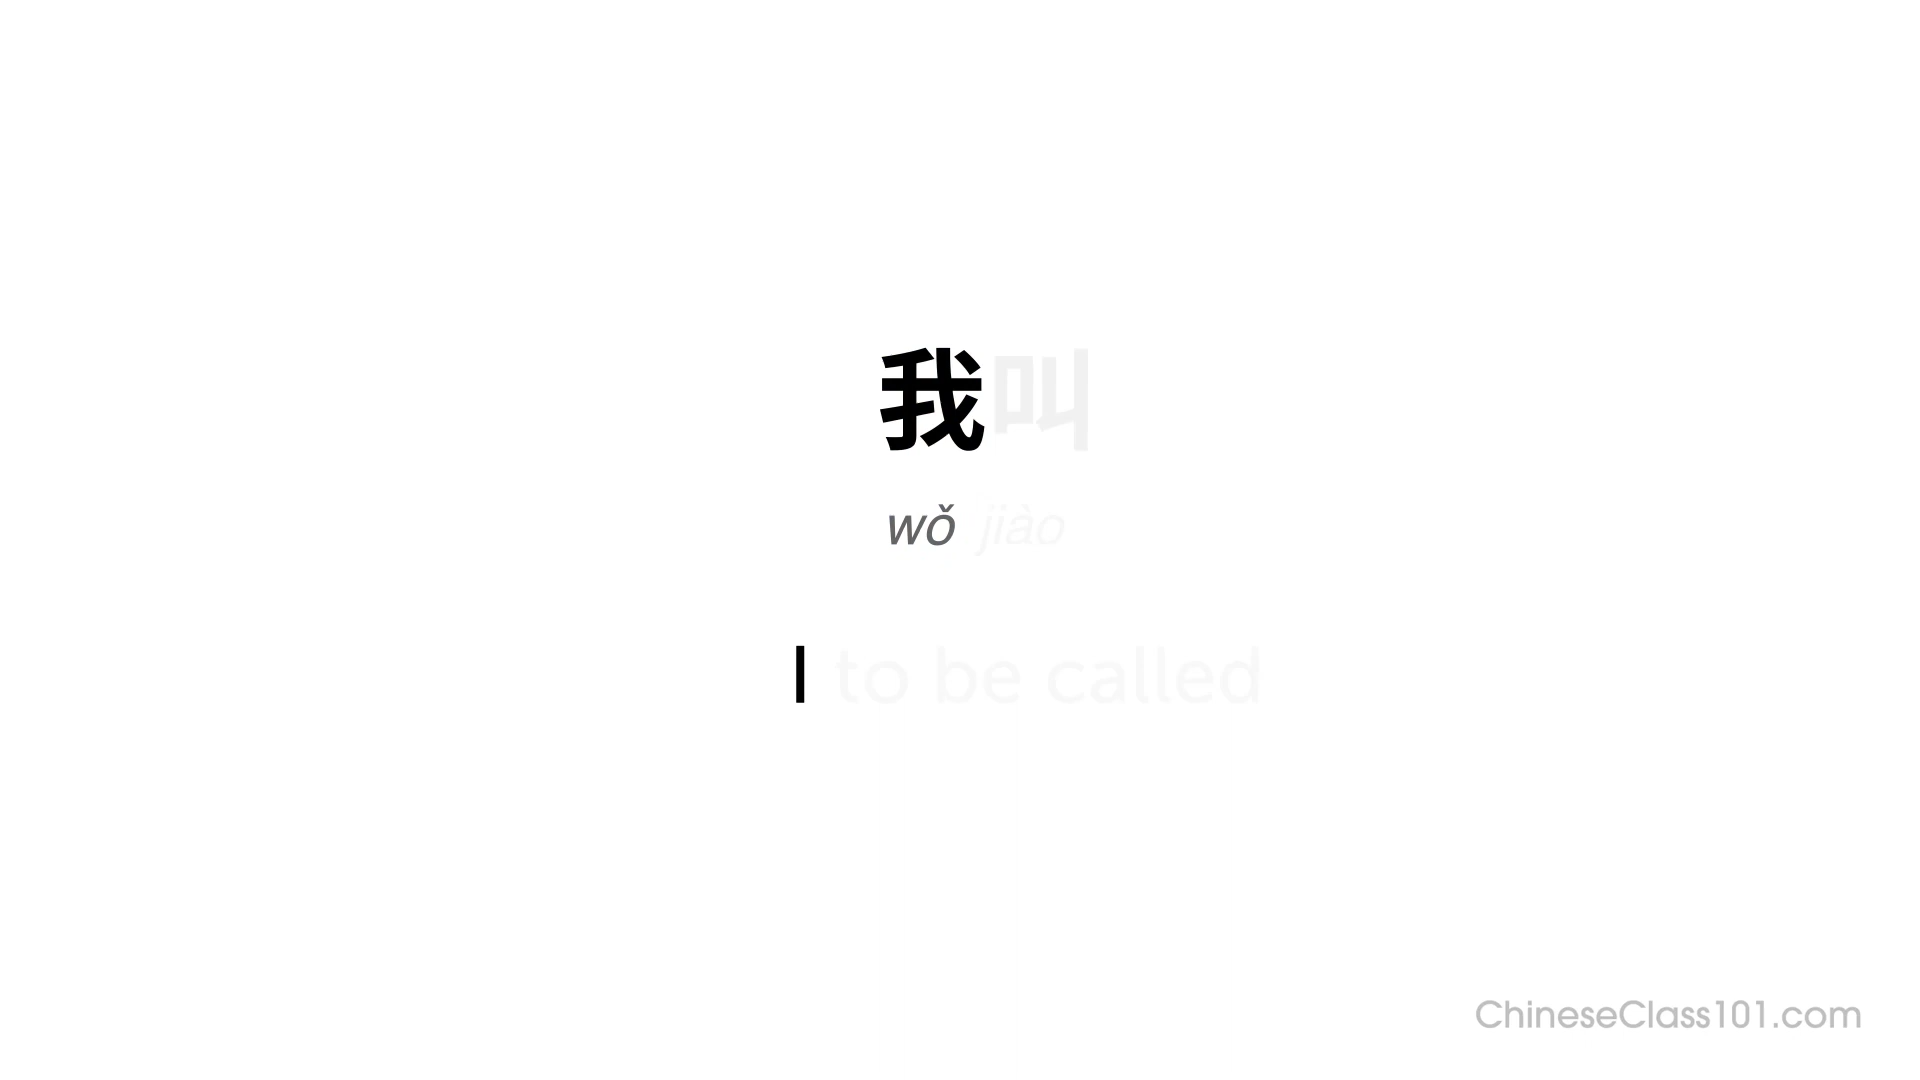 我叫
wǒ jiào
I to be called
ChineseClass101.com